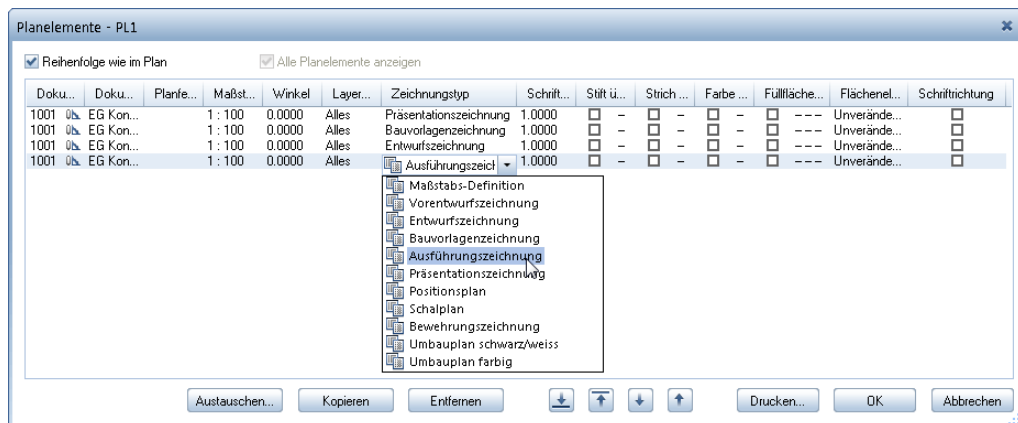 Planelemente - PL1
Reihenfolge wie im Plan Alle Planelemente anzeigen
Doku... Doku... Planfe... Maßst... Winkel Layer... Zeichnungstyp Schrift... Stift ü... Strich ... Farbe ... Füllfläche... Flächenel... Schriftrichtung
1001 EG Kon... 1 : 100 0.0000 Alles Präsentationszeichnung 1.0000 – – – – – – Unverände...
1001 EG Kon... 1 : 100 0.0000 Alles Bauvorlagenzeichnung 1.0000 – – – – – – Unverände...
1001 EG Kon... 1 : 100 0.0000 Alles Entwurfszeichnung 1.0000 – – – – – – Unverände...
1001 EG Kon... 1 : 100 0.0000 Alles Ausführungszeich 1.0000 – – – – – – Unverände...
Maßstabs-Definition
Vorentwurfszeichnung
Entwurfszeichnung
Bauvorlagenzeichnung
Ausführungszeichnung
Präsentationszeichnung
Positionsplan
Schalplan
Bewehrungszeichnung
Umbauplan schwarz/weiss
Umbauplan farbig
Austauschen... Kopieren Entfernen Drucken... OK Abbrechen